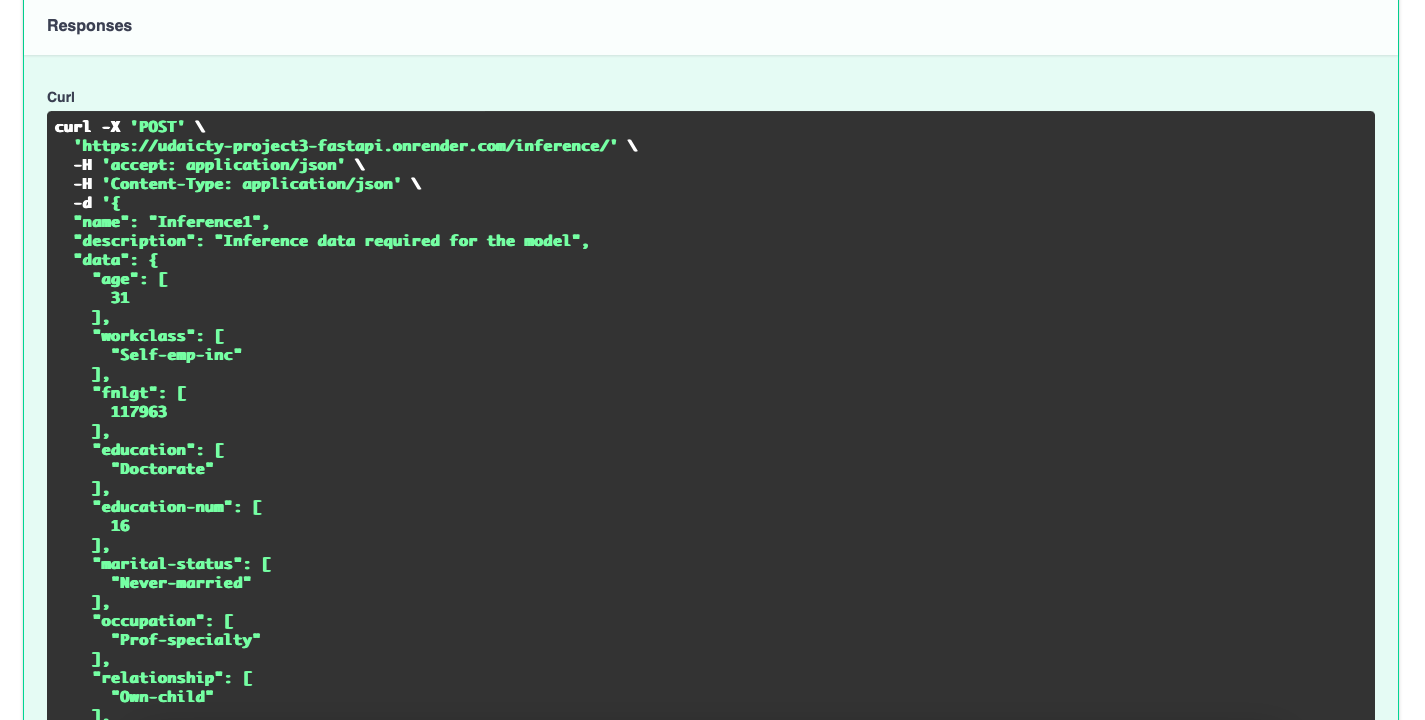 Responses
Curl
curl -X 'POST' \
'https://udaicty-project3-fastapi.onrender.com/inference/' \
-H 'accept: application/json' \
-H 'Content-Type: application/json' \
-d '{
"name": "Inference1",
"description": "Inference data required for the model",
"data": {
"age": [
31
],
"workclass": [
"Self-emp-inc"
],
"fnlgt": [
117963
],
"education": [
"Doctorate"
],
"education-num": [
16
],
"marital-status": [
"Never-married"
],
"occupation": [
"Prof-specialty"
],
"relationship": [
"Own-child"
],